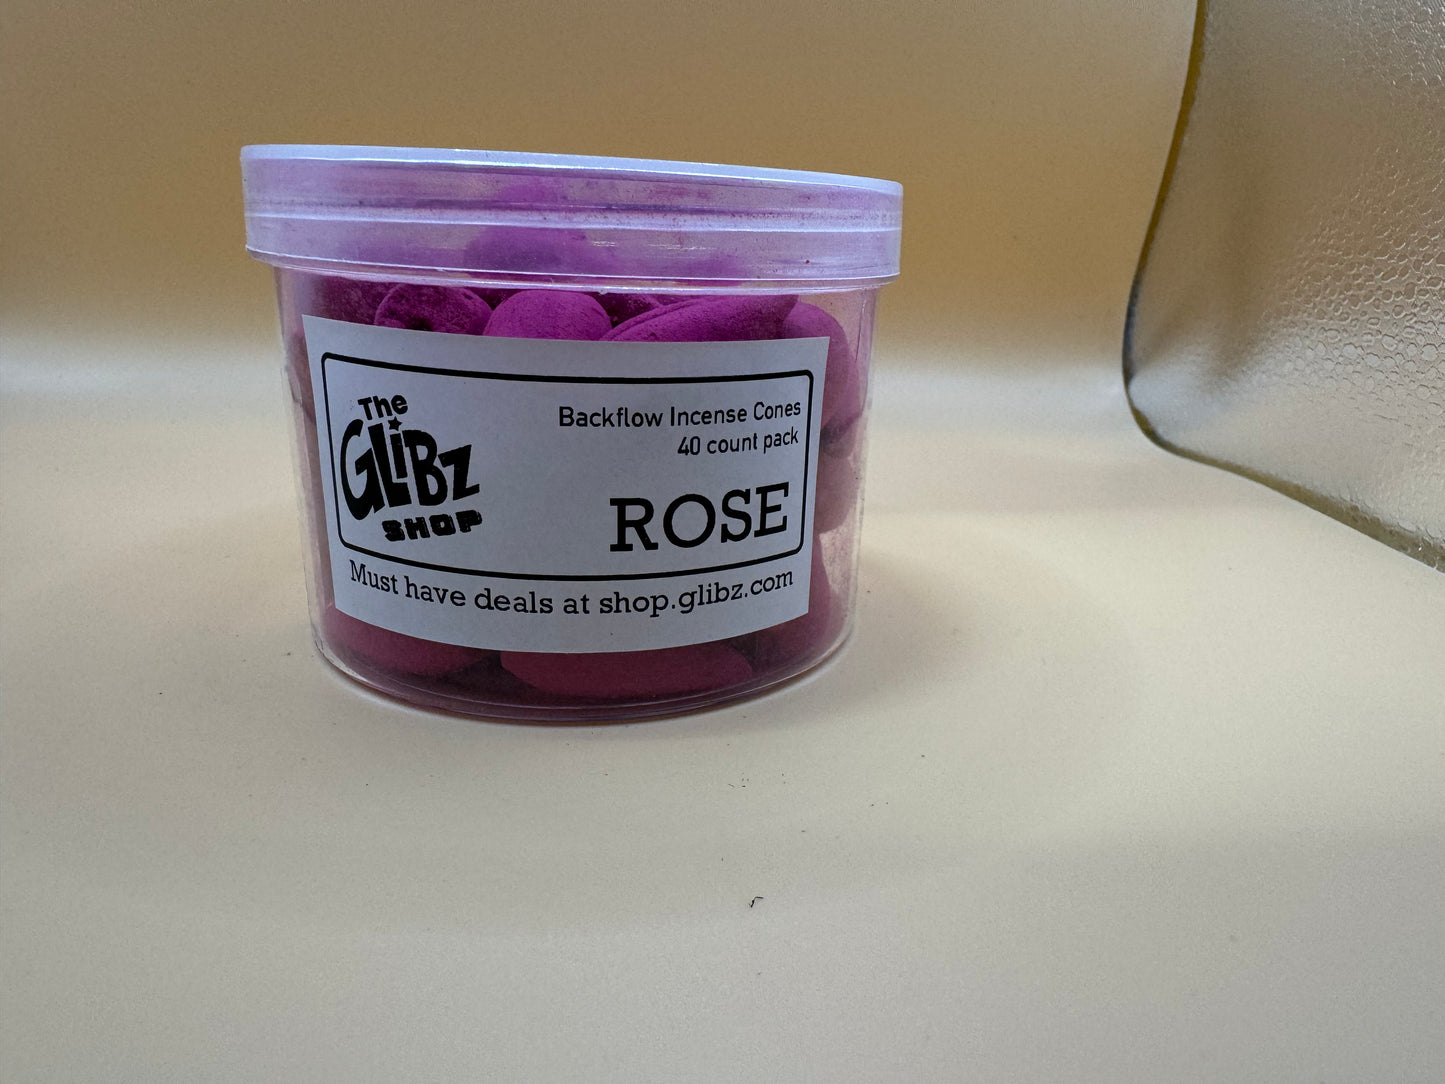 The
GLiBZ
SHOP
Backflow Incense Cones
40 count pack
ROSE
Must have deals at shop.glibz.com